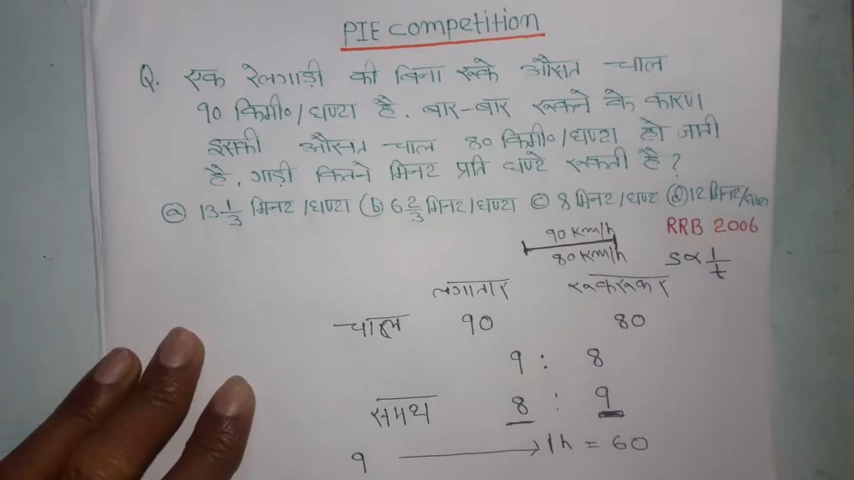 PIE competition
Q. एक रेलगाड़ी की बिना रूके औसत चाल
90 किमी०/घण्टा है. बार-बार रूकने के कारण
इसकी औसत चाल 80 किमी०/घण्टा हो जाती
है. गाड़ी कितने मिनट प्रति घण्टे रूकती है ?
ⓐ 13 1/3 मिनट /घण्टा ⓑ 6 2/3 मिनट/घण्टा ⓒ 8 मिनट/घण्ट ⓓ 12 मिनट/घण्टा
RRB 2006
90 Km/h
80 Km/h
S ∝ 1/t
लगातार रूकरूकर
चाल 90 80
9 : 8
समय 8 : 9
9 → 1h = 60